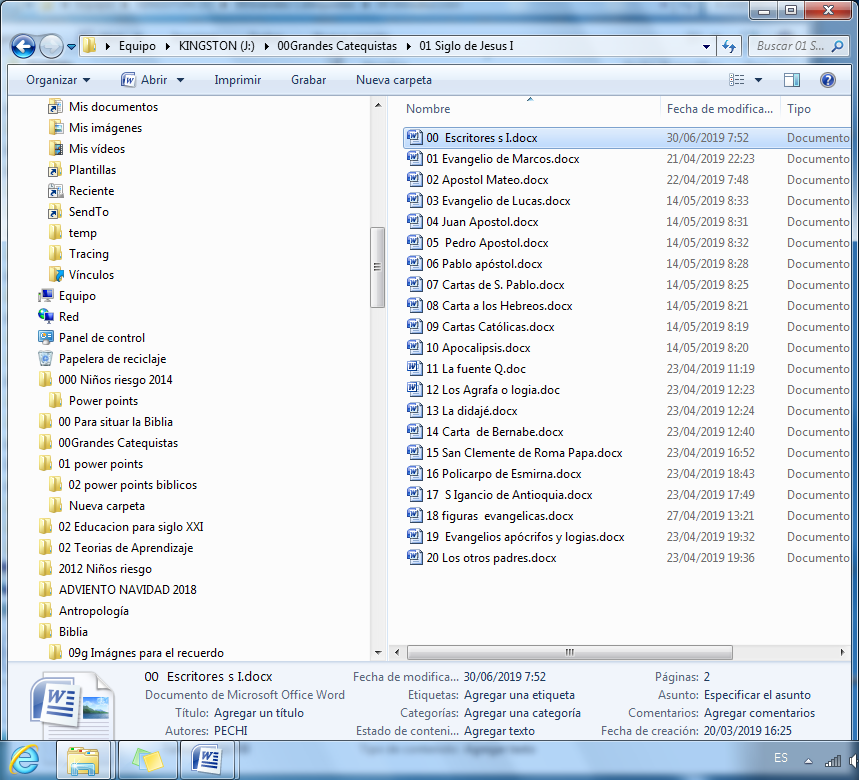 Equipo KINGSTON (J:) 00Grandes Catequistas 01 Siglo de Jesus I Buscar 01 S...
Organizar Abrir Imprimir Grabar Nueva carpeta
Mis documentos
Mis imágenes
Mis vídeos
Plantillas
Reciente
SendTo
temp
Tracing
Vínculos
Equipo
Red
Panel de control
Papelera de reciclaje
000 Niños riesgo 2014
Power points
00 Para situar la Biblia
00Grandes Catequistas
01 power points
02 power points biblicos
Nueva carpeta
02 Educacion para siglo XXI
02 Teorias de Aprendizaje
2012 Niños riesgo
ADVIENTO NAVIDAD 2018
Antropología
Biblia
09g Imágnes para el recuerdo
Nombre Fecha de modifica... Tipo
00  Escritores s I.docx 30/06/2019 7:52 Documento
01 Evangelio de Marcos.docx 21/04/2019 22:23 Documento
02 Apostol Mateo.docx 22/04/2019 7:48 Documento
03 Evangelio de Lucas.docx 14/05/2019 8:33 Documento
04 Juan Apostol.docx 14/05/2019 8:31 Documento
05  Pedro Apostol.docx 14/05/2019 8:32 Documento
06 Pablo apóstol.docx 14/05/2019 8:28 Documento
07 Cartas de S. Pablo.docx 14/05/2019 8:25 Documento
08 Carta a los Hebreos.docx 14/05/2019 8:21 Documento
09 Cartas Católicas.docx 14/05/2019 8:19 Documento
10 Apocalipsis.docx 14/05/2019 8:20 Documento
11 La fuente Q.doc 23/04/2019 11:19 Documento
12 Los Agrafa o logia.doc 23/04/2019 12:23 Documento
13 La didajé.docx 23/04/2019 12:24 Documento
14 Carta  de Bernabe.docx 23/04/2019 12:40 Documento
15 San Clemente de Roma Papa.docx 23/04/2019 16:52 Documento
16 Policarpo de Esmirna.docx 23/04/2019 18:43 Documento
17  S Igancio de Antioquia.docx 23/04/2019 17:49 Documento
18 figuras  evangelicas.docx 27/04/2019 13:21 Documento
19  Evangelios apócrifos y logias.docx 23/04/2019 19:32 Documento
20 Los otros padres.docx 23/04/2019 19:36 Documento
00  Escritores s I.docx Fecha de modifica... 30/06/2019 7:52 Páginas: 2
Documento de Microsoft Office Word Etiquetas: Agregar una etiqueta Asunto: Especificar el asunto
Título: Agregar un título Categorías: Agregar una categoría Comentarios: Agregar comentarios
Autores: PECHI Estado de conteni... Agregar texto Fecha de creación: 20/03/2019 16:25
ES